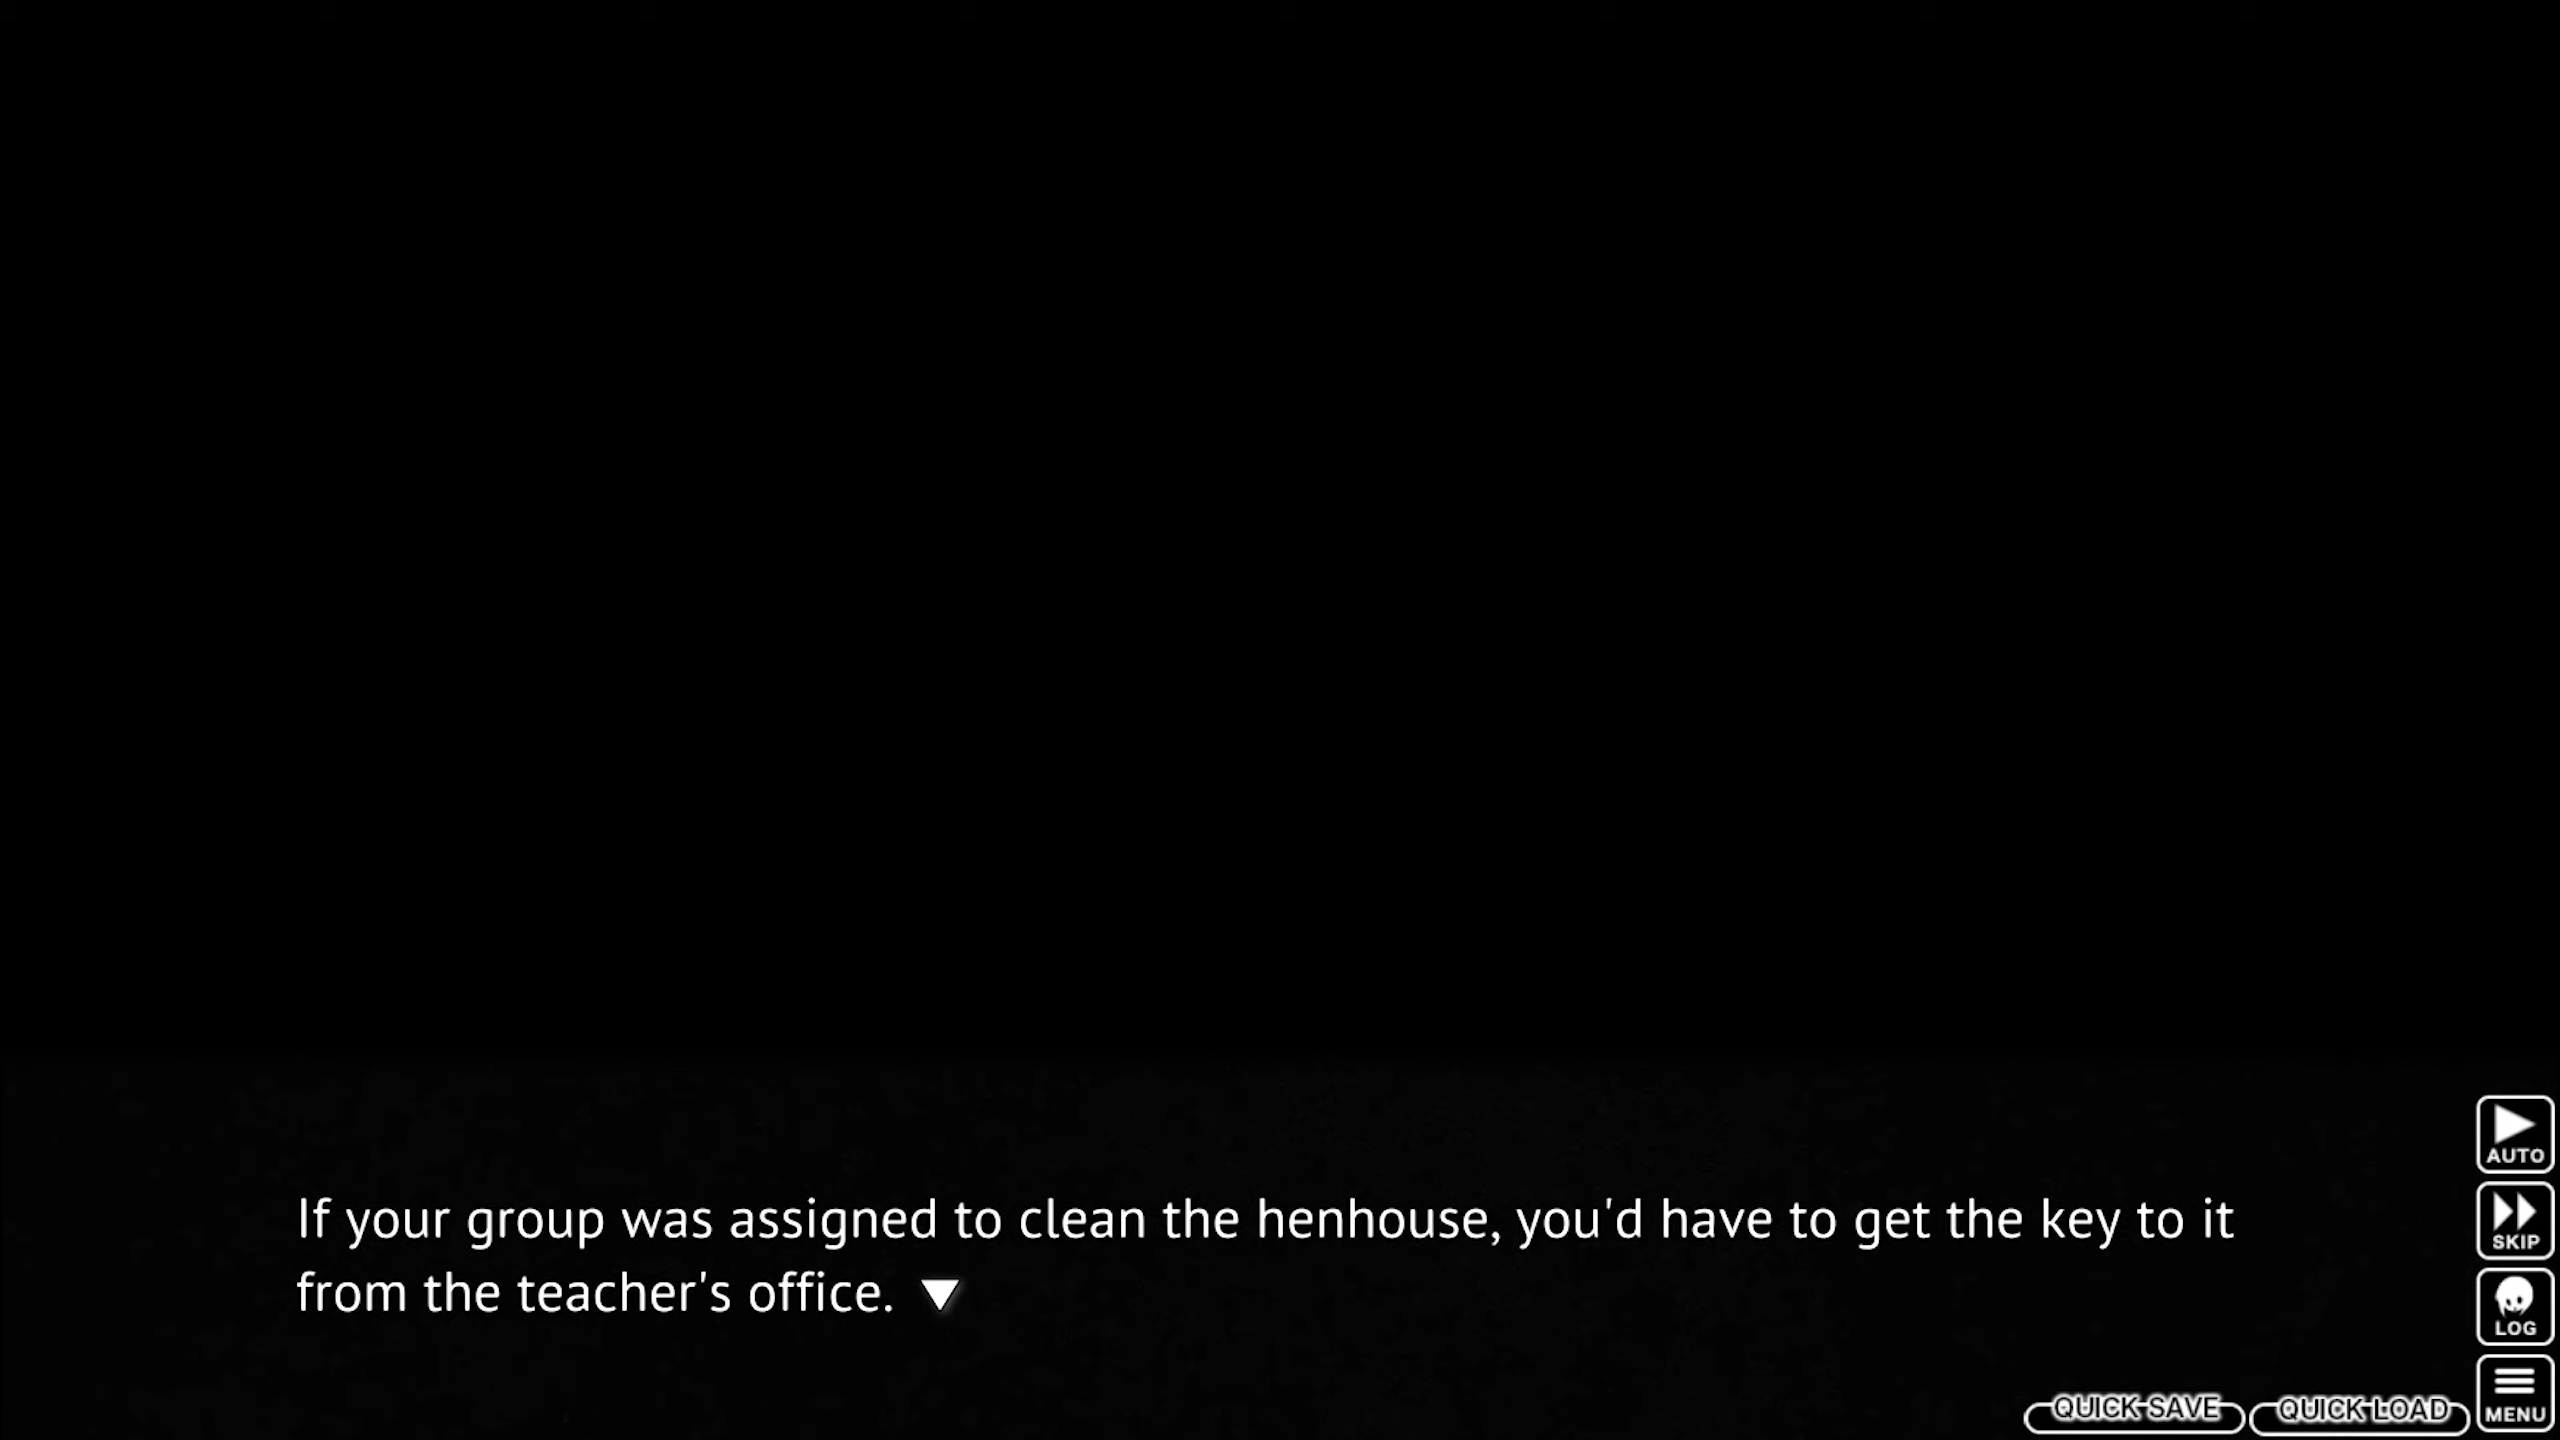 If your group was assigned to clean the henhouse, you'd have to get the key to it
from the teacher's office.
AUTO
SKIP
LOG
MENU
QUICK SAVE
QUICK LOAD